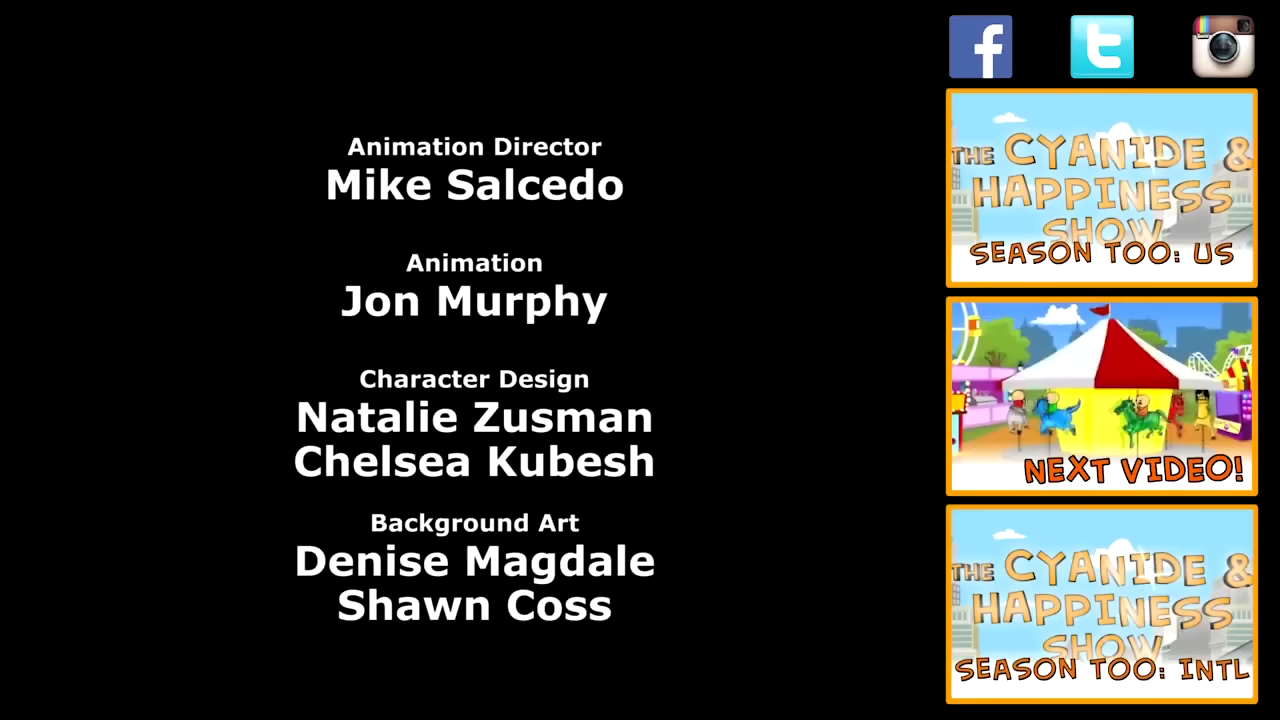 Animation Director
Mike Salcedo
Animation
Jon Murphy
Character Design
Natalie Zusman
Chelsea Kubesh
Background Art
Denise Magdale
Shawn Coss
THE CYANIDE &
HAPPINESS
SHOW
SEASON TOO: US
NEXT VIDEO!
THE CYANIDE &
HAPPINESS
SHOW
SEASON TOO: INTL